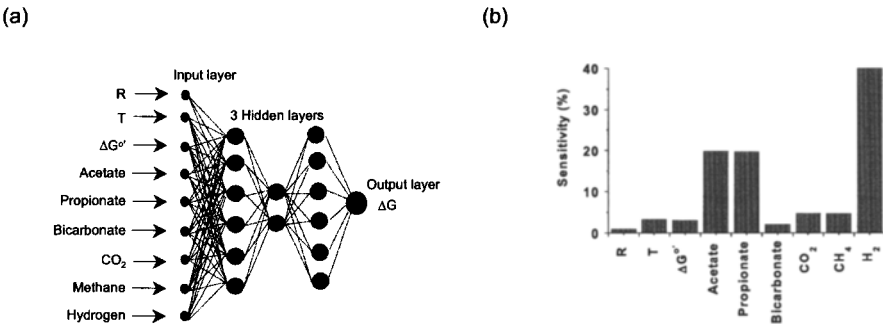 (a)
Input layer
3 Hidden layers
R
T
ΔG°'
Acetate
Propionate
Bicarbonate
CO₂
Methane
Hydrogen
Output layer
ΔG
(b)
Sensitivity (%)
40
30
20
10
0
R
T
ΔG°'
Acetate
Propionate
Bicarbonate
CO₂
CH₄
H₂